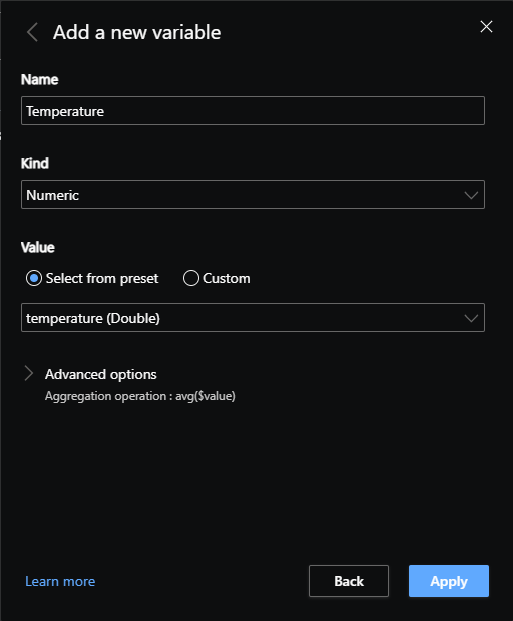 Add a new variable
Name
Temperature
Kind
Numeric
Value
Select from preset Custom
temperature (Double)
Advanced options
Aggregation operation : avg($value)
Learn more Back Apply